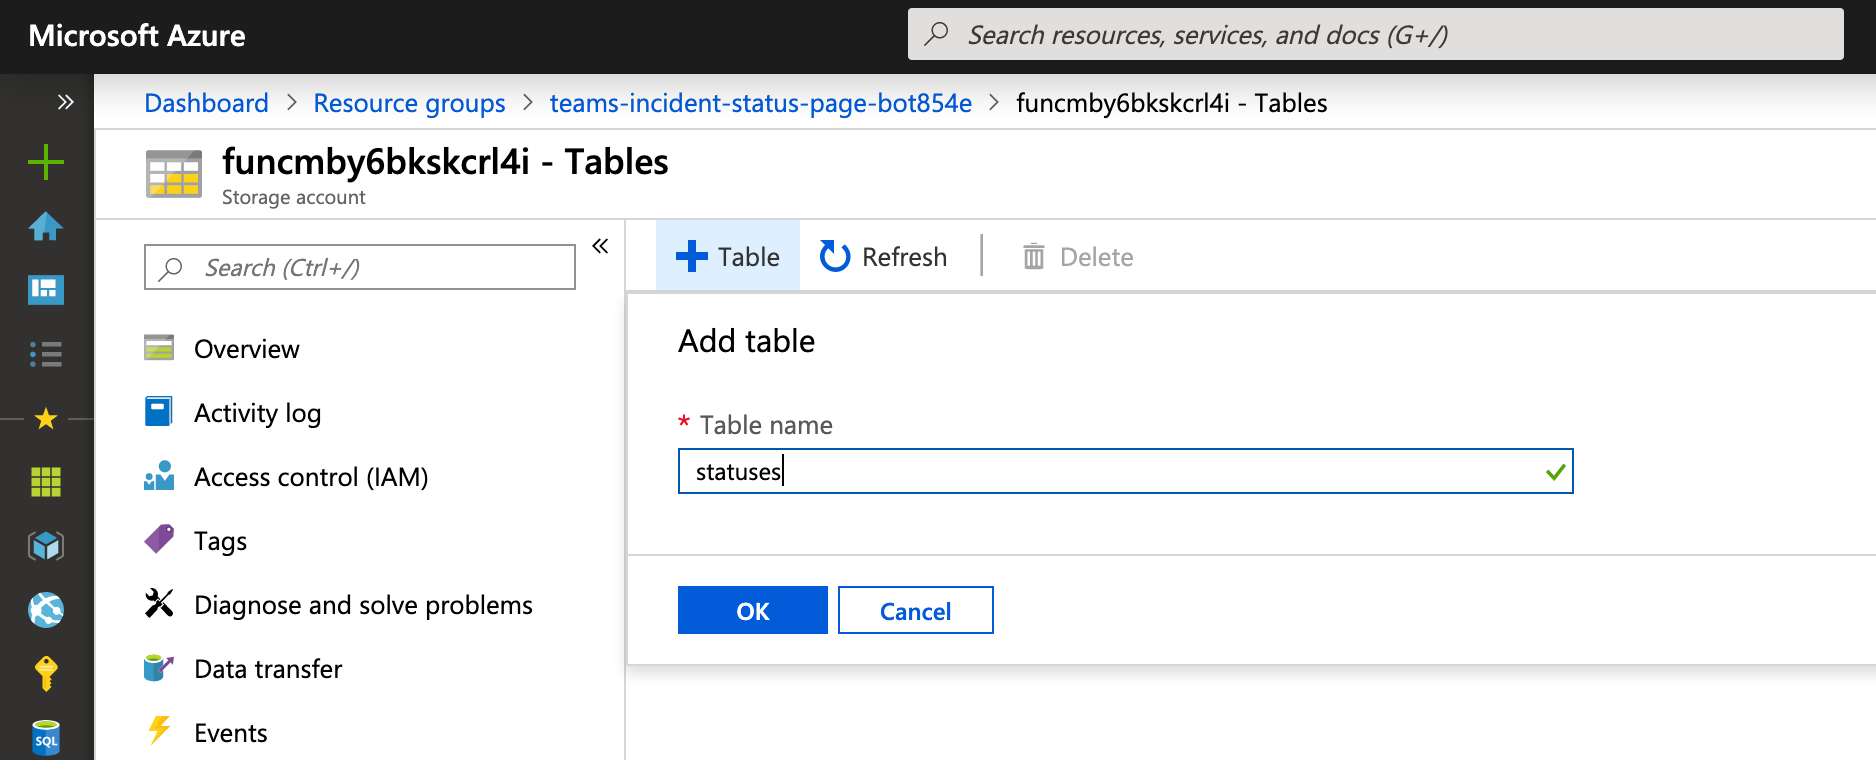 Microsoft Azure
Search resources, services, and docs (G+/)
Dashboard > Resource groups > teams-incident-status-page-bot854e > funcmby6bkskcrl4i - Tables
funcmby6bkskcrl4i - Tables
Storage account
Search (Ctrl+/)
Overview
Activity log
Access control (IAM)
Tags
Diagnose and solve problems
Data transfer
Events
Table
Refresh
Delete
Add table
* Table name
statuses
OK
Cancel
SQL